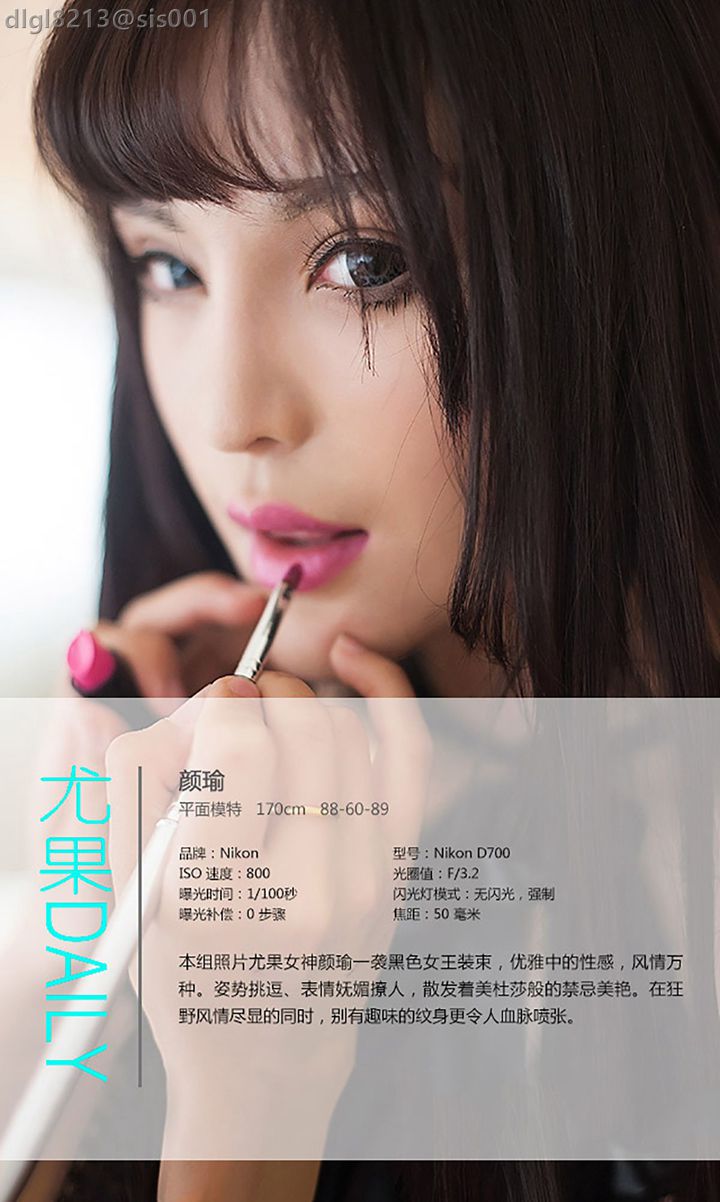 dlgl8213@sis001
尤果DAILY
颜瑜
平面模特 170cm 88-60-89
品牌：Nikon 型号：Nikon D700
ISO 速度：800 光圈值：F/3.2
曝光时间：1/100秒 闪光灯模式：无闪光，强制
曝光补偿：0 步骤 焦距：50 毫米
本组照片尤果女神颜瑜一袭黑色女王装束，优雅中的性感，风情万
种。姿势挑逗、表情妩媚撩人，散发着美杜莎般的禁忌美艳。在狂
野风情尽显的同时，别有趣味的纹身更令人血脉喷张。